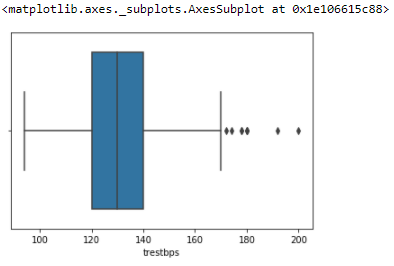 <matplotlib.axes._subplots.AxesSubplot at 0x1e106615c88>
100 120 140 160 180 200
trestbps